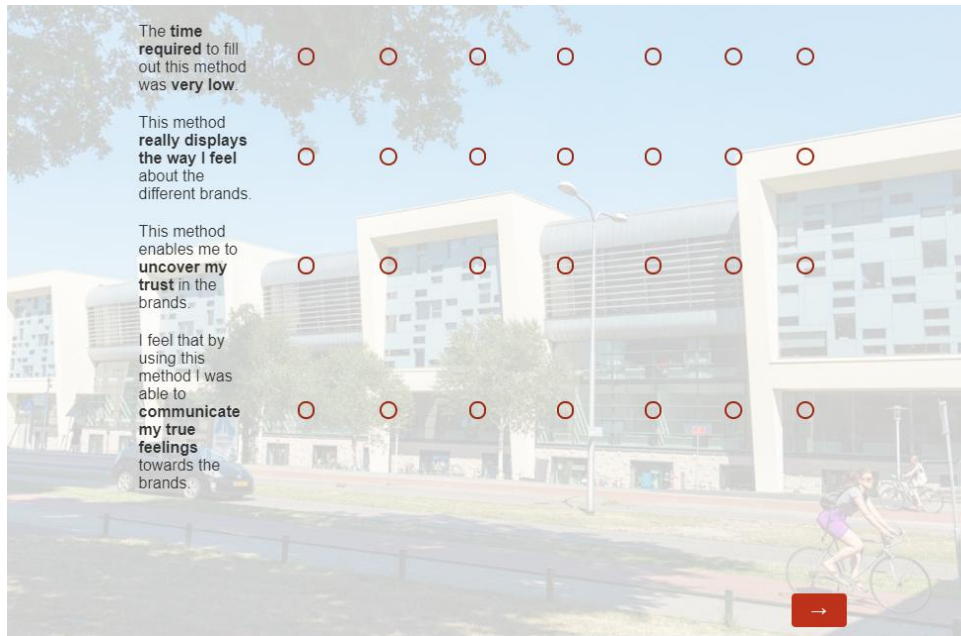 The time
required to fill
out this method
was very low.
This method
really displays
the way I feel
about the
different brands.
This method
enables me to
uncover my
trust in the
brands.
I feel that by
using this
method I was
able to
communicate
my true
feelings
towards the
brands.
→